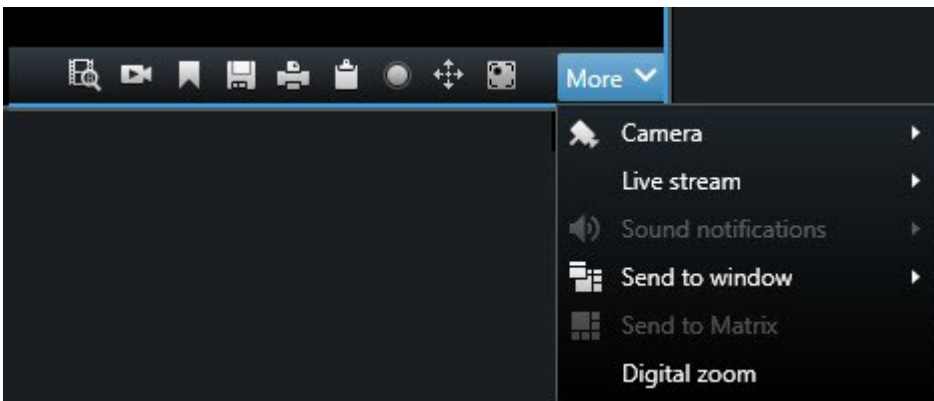 More
Camera
Live stream
Sound notifications
Send to window
Send to Matrix
Digital zoom